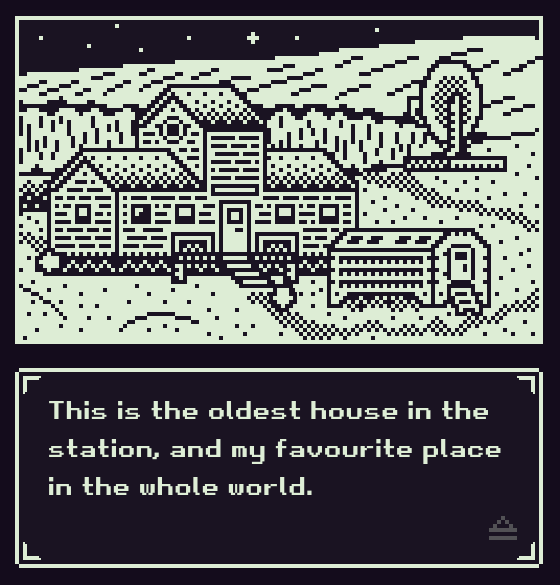 This is the oldest house in the
station, and my favourite place
in the whole world.